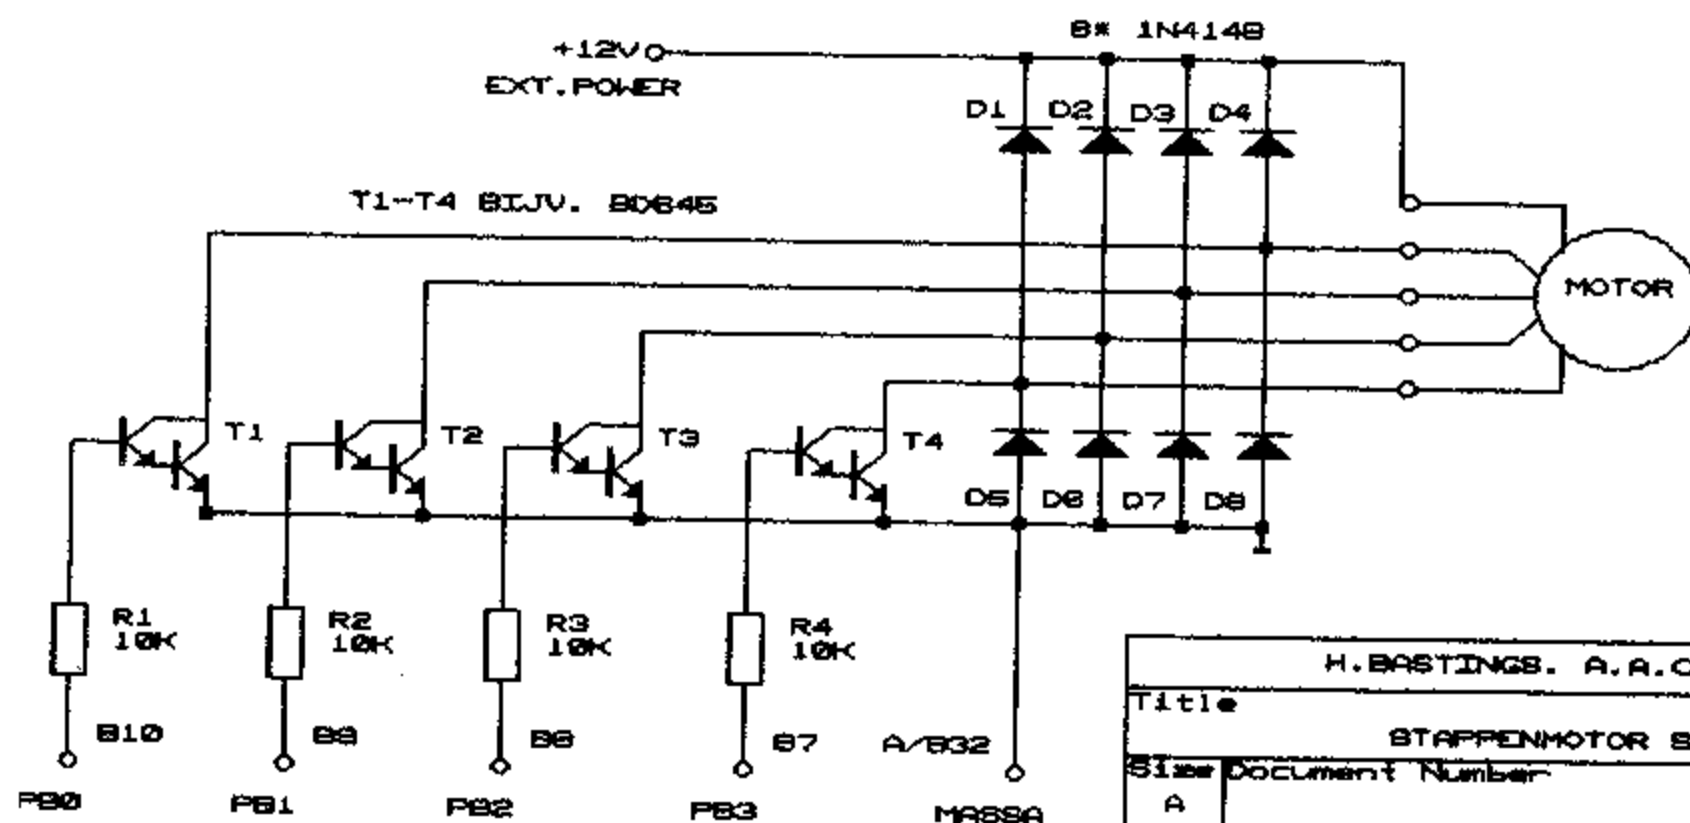 8* 1N4148
+12V
EXT.POWER
D1 D2 D3 D4
T1-T4 BIJV. BD645
MOTOR
T1 T2 T3 T4
D5 D6 D7 D8
R1
10K
R2
10K
R3
10K
R4
10K
B10 B9 B8 B7 A/B32
PB0 PB1 PB2 PB3 MASSA
H.BASTINGS. A.A.
Title
STAPPENMOTOR
Size Document Number
A